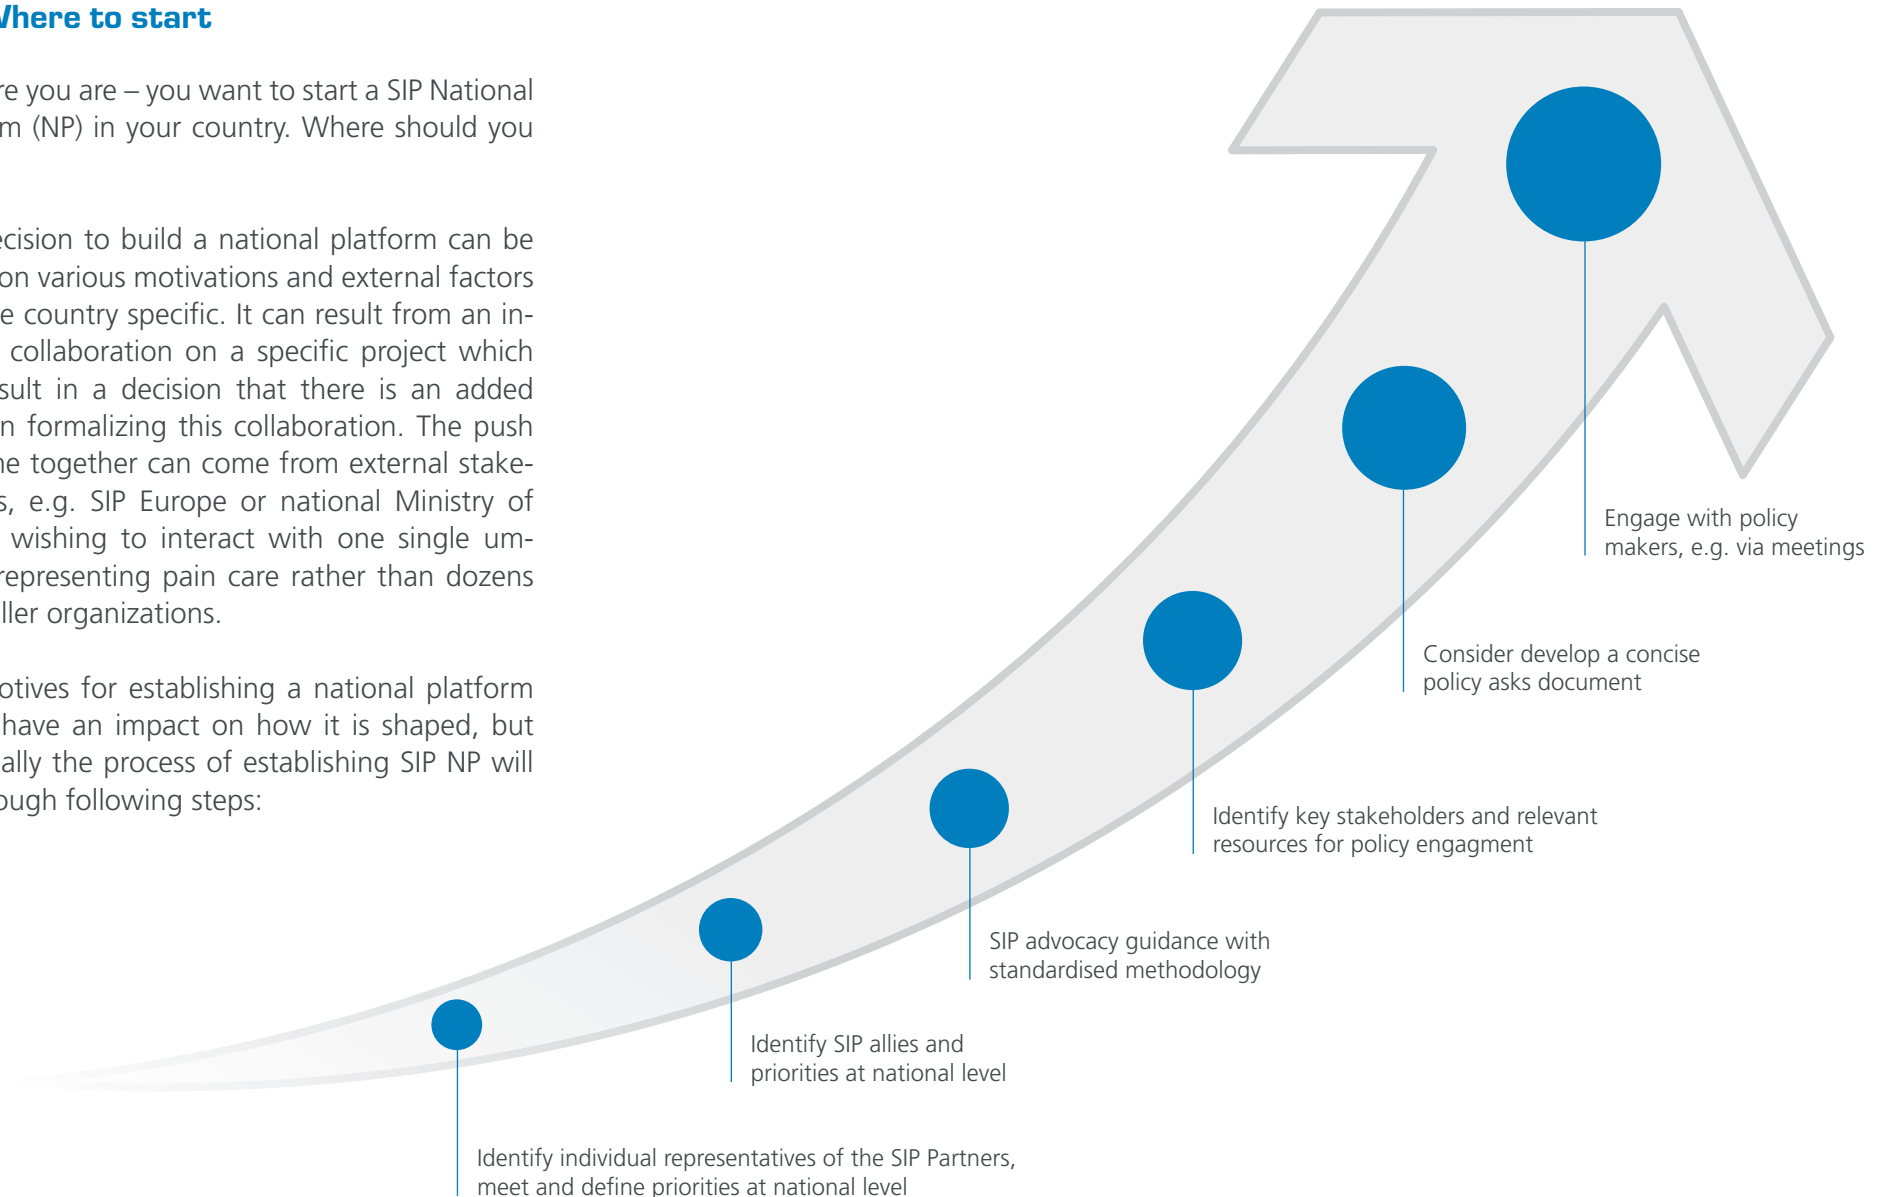 Where to start
re you are – you want to start a SIP National
m (NP) in your country. Where should you
ecision to build a national platform can be
on various motivations and external factors
e country specific. It can result from an in-
collaboration on a specific project which
sult in a decision that there is an added
n formalizing this collaboration. The push
me together can come from external stake-
s, e.g. SIP Europe or national Ministry of
wishing to interact with one single um-
representing pain care rather than dozens
ller organizations.
otives for establishing a national platform
have an impact on how it is shaped, but
ally the process of establishing SIP NP will
ough following steps:
Engage with policy
makers, e.g. via meetings
Consider develop a concise
policy asks document
Identify key stakeholders and relevant
resources for policy engagment
SIP advocacy guidance with
standardised methodology
Identify SIP allies and
priorities at national level
Identify individual representatives of the SIP Partners,
meet and define priorities at national level